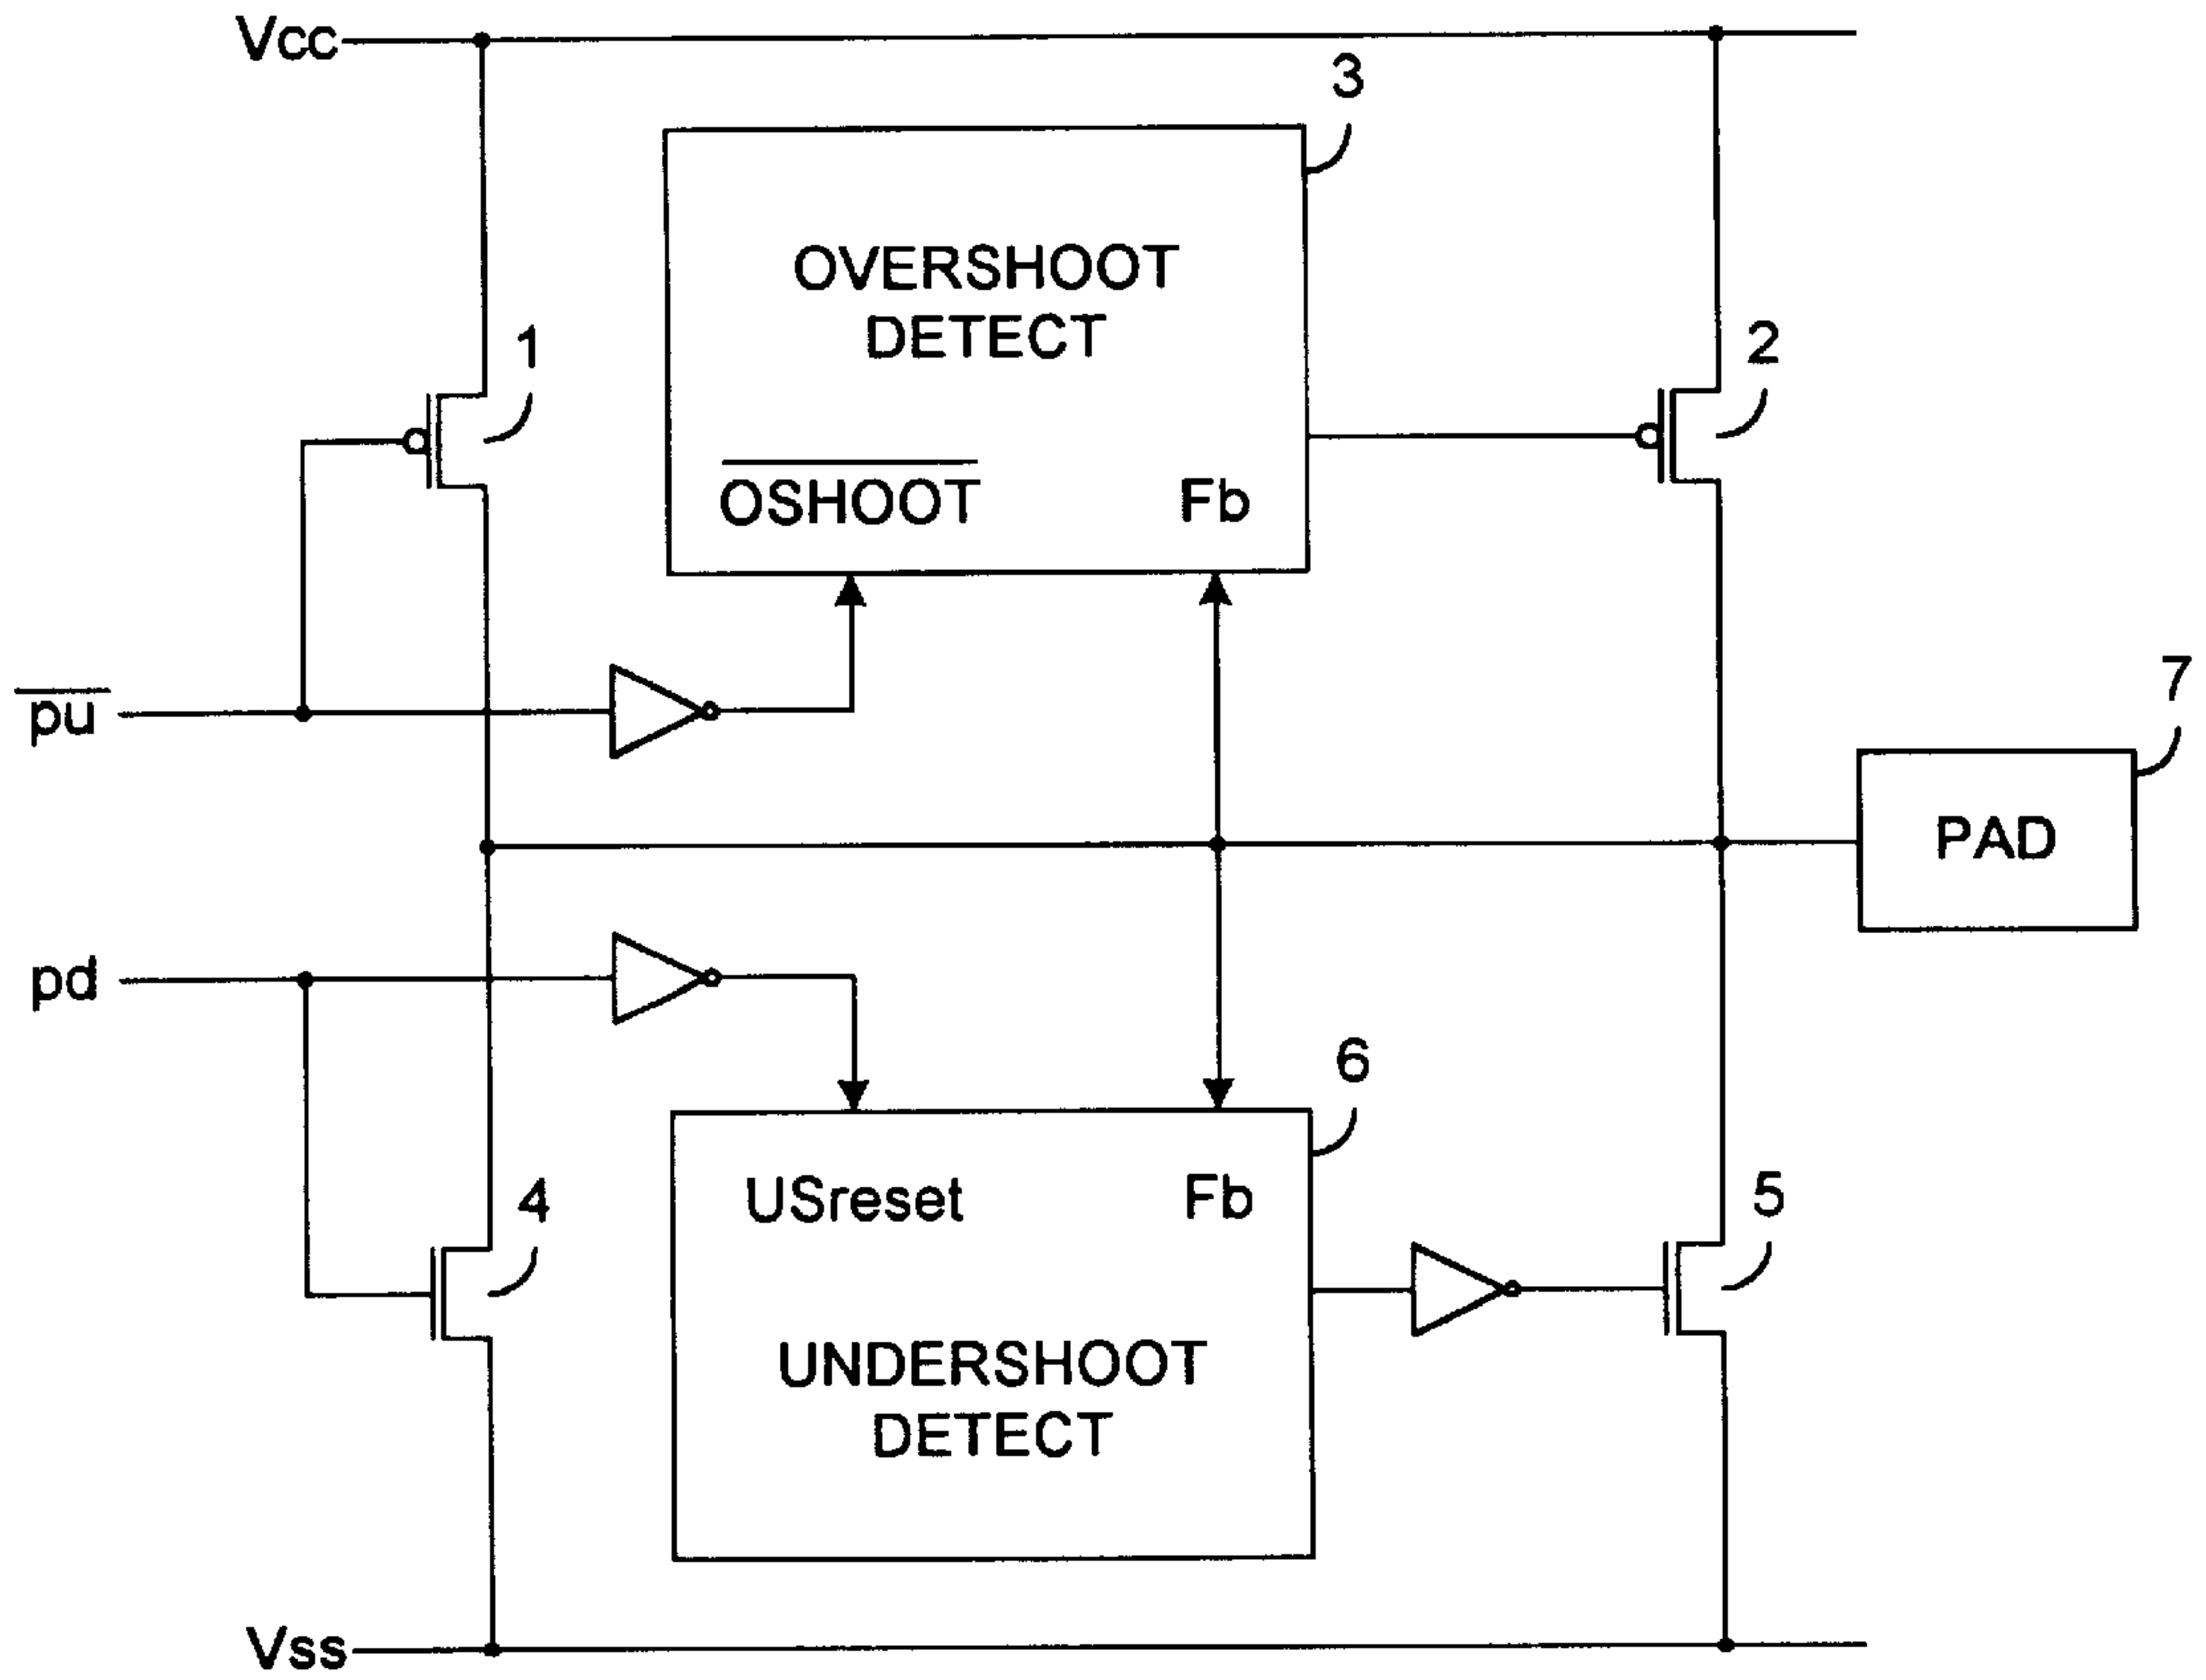 Vcc
3
OVERSHOOT
DETECT
1
2
OSHOOT Fb
pu
7
PAD
pd
6
USreset Fb
4
5
UNDERSHOOT
DETECT
Vss